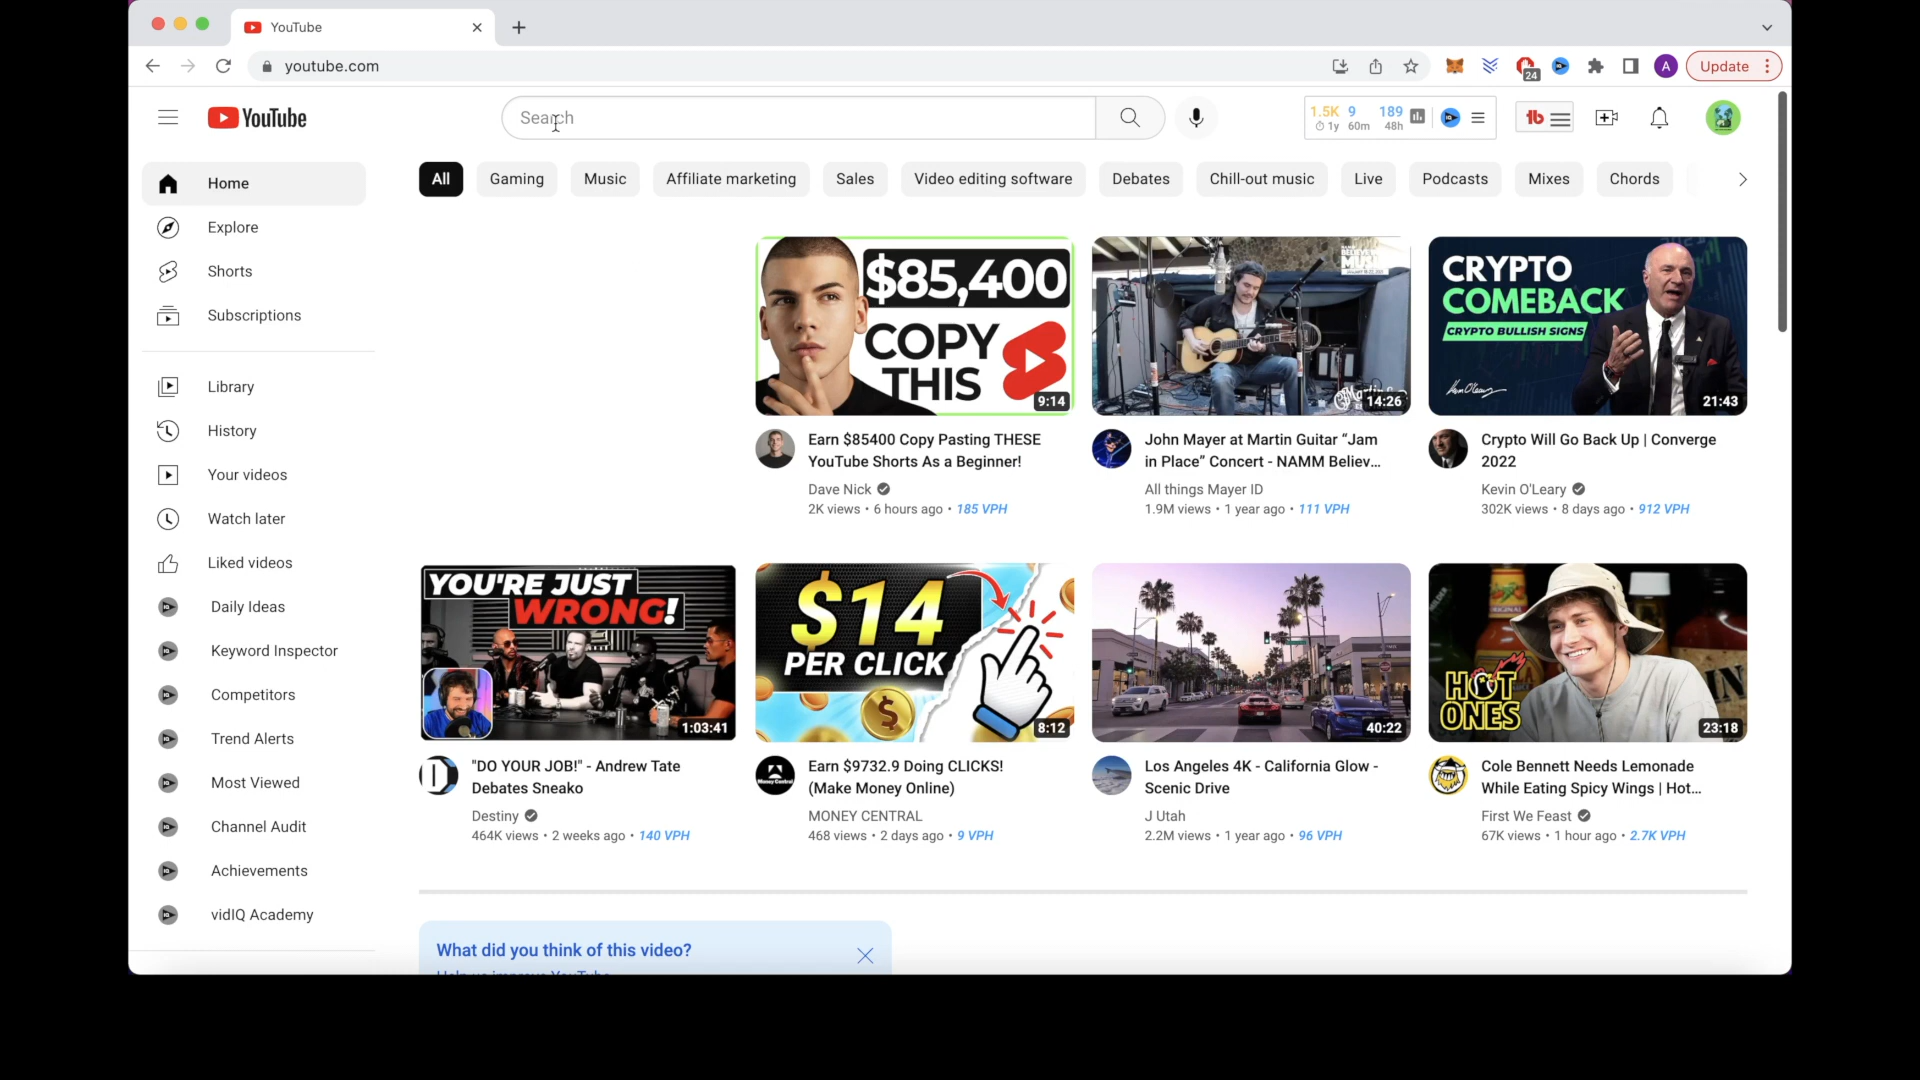 YouTube
youtube.com
24
A
Update
YouTube
Search
1.5K 9 189
1y 60m 48h
tb
Home
Explore
Shorts
Subscriptions
Library
History
Your videos
Watch later
Liked videos
Daily Ideas
Keyword Inspector
Competitors
Trend Alerts
Most Viewed
Channel Audit
Achievements
vidIQ Academy
All Gaming Music Affiliate marketing Sales Video editing software Debates Chill-out music Live Podcasts Mixes Chords
$85,400
COPY
THIS
9:14
Earn $85400 Copy Pasting THESE
YouTube Shorts As a Beginner!
Dave Nick
2K views • 6 hours ago • 185 VPH
14:26
John Mayer at Martin Guitar “Jam
in Place” Concert - NAMM Believ...
All things Mayer ID
1.9M views • 1 year ago • 111 VPH
CRYPTO
COMEBACK
CRYPTO BULLISH SIGNS
21:43
Crypto Will Go Back Up | Converge
2022
Kevin O'Leary
302K views • 8 days ago • 912 VPH
YOU'RE JUST
WRONG!
1:03:41
"DO YOUR JOB!" - Andrew Tate
Debates Sneako
Destiny
464K views • 2 weeks ago • 140 VPH
$14
PER CLICK
8:12
Earn $9732.9 Doing CLICKS!
(Make Money Online)
MONEY CENTRAL
468 views • 2 days ago • 9 VPH
40:22
Los Angeles 4K - California Glow -
Scenic Drive
J Utah
2.2M views • 1 year ago • 96 VPH
HOT
ONES
23:18
Cole Bennett Needs Lemonade
While Eating Spicy Wings | Hot...
First We Feast
67K views • 1 hour ago • 2.7K VPH
What did you think of this video?
Help us improve YouTube